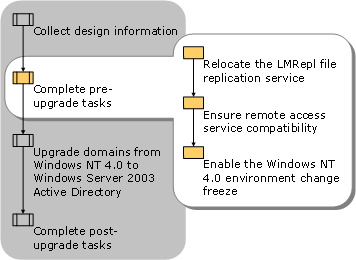 Collect design information
Complete pre-
upgrade tasks
Upgrade domains from
Windows NT 4.0 to
Windows Server 2003
Active Directory
Complete post-
upgrade tasks
Relocate the LMRepl file
replication service
Ensure remote access
service compatibility
Enable the Windows NT
4.0 environment change
freeze